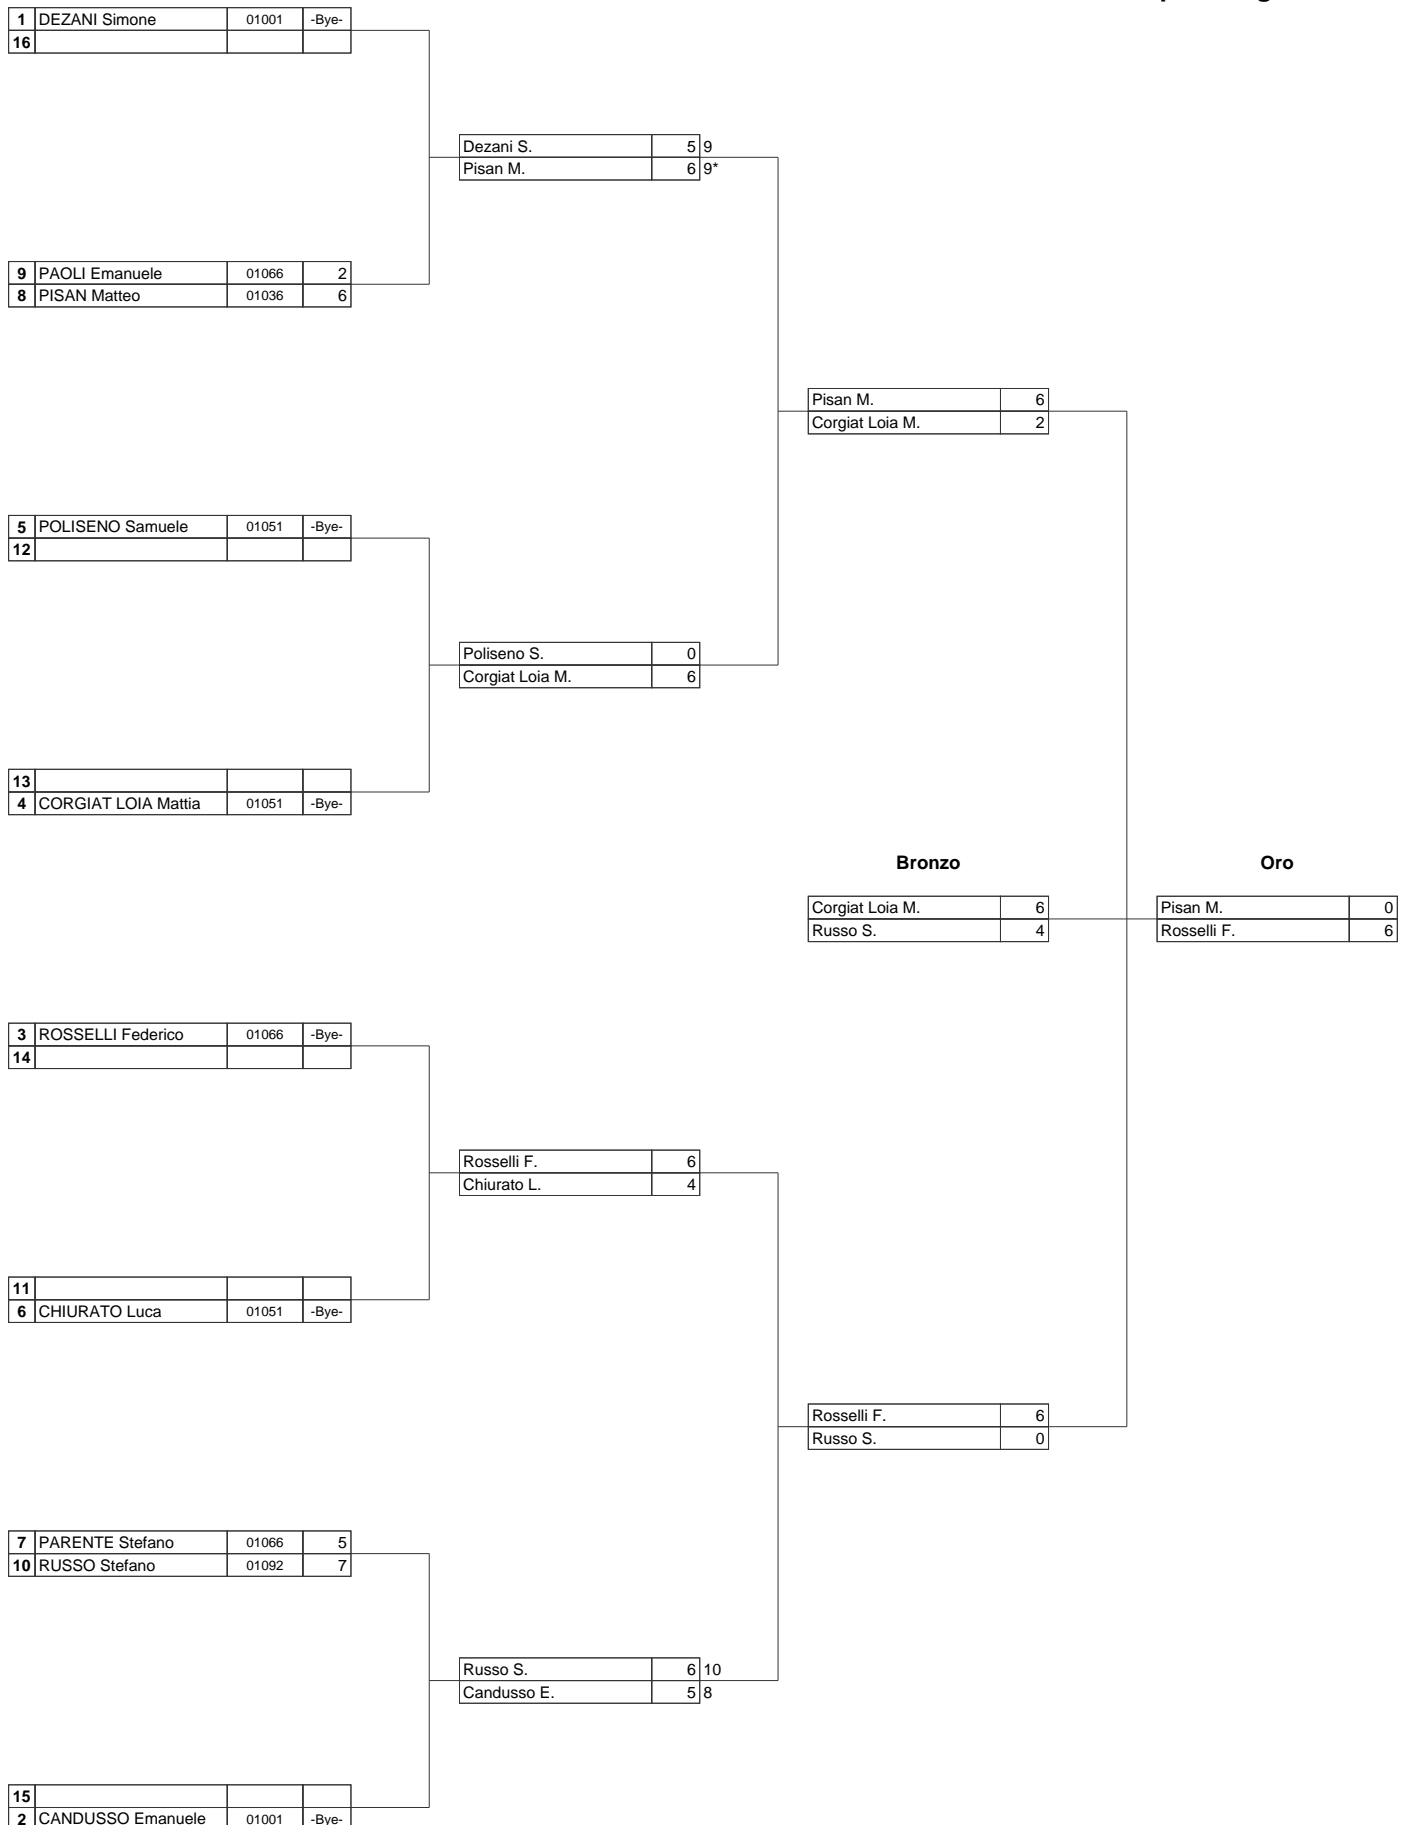 1 DEZANI Simone 01001 -Bye-
16
Dezani S. 5 9
Pisan M. 6 9*
9 PAOLI Emanuele 01066 2
8 PISAN Matteo 01036 6
Pisan M. 6
Corgiat Loia M. 2
5 POLISENO Samuele 01051 -Bye-
12
Poliseno S. 0
Corgiat Loia M. 6
13
4 CORGIAT LOIA Mattia 01051 -Bye-
Bronzo Oro
Corgiat Loia M. 6 Pisan M. 0
Russo S. 4 Rosselli F. 6
3 ROSSELLI Federico 01066 -Bye-
14
Rosselli F. 6
Chiurato L. 4
11
6 CHIURATO Luca 01051 -Bye-
Rosselli F. 6
Russo S. 0
7 PARENTE Stefano 01066 5
10 RUSSO Stefano 01092 7
Russo S. 6 10
Candusso E. 5 8
15
2 CANDUSSO Emanuele 01001 -Bye-